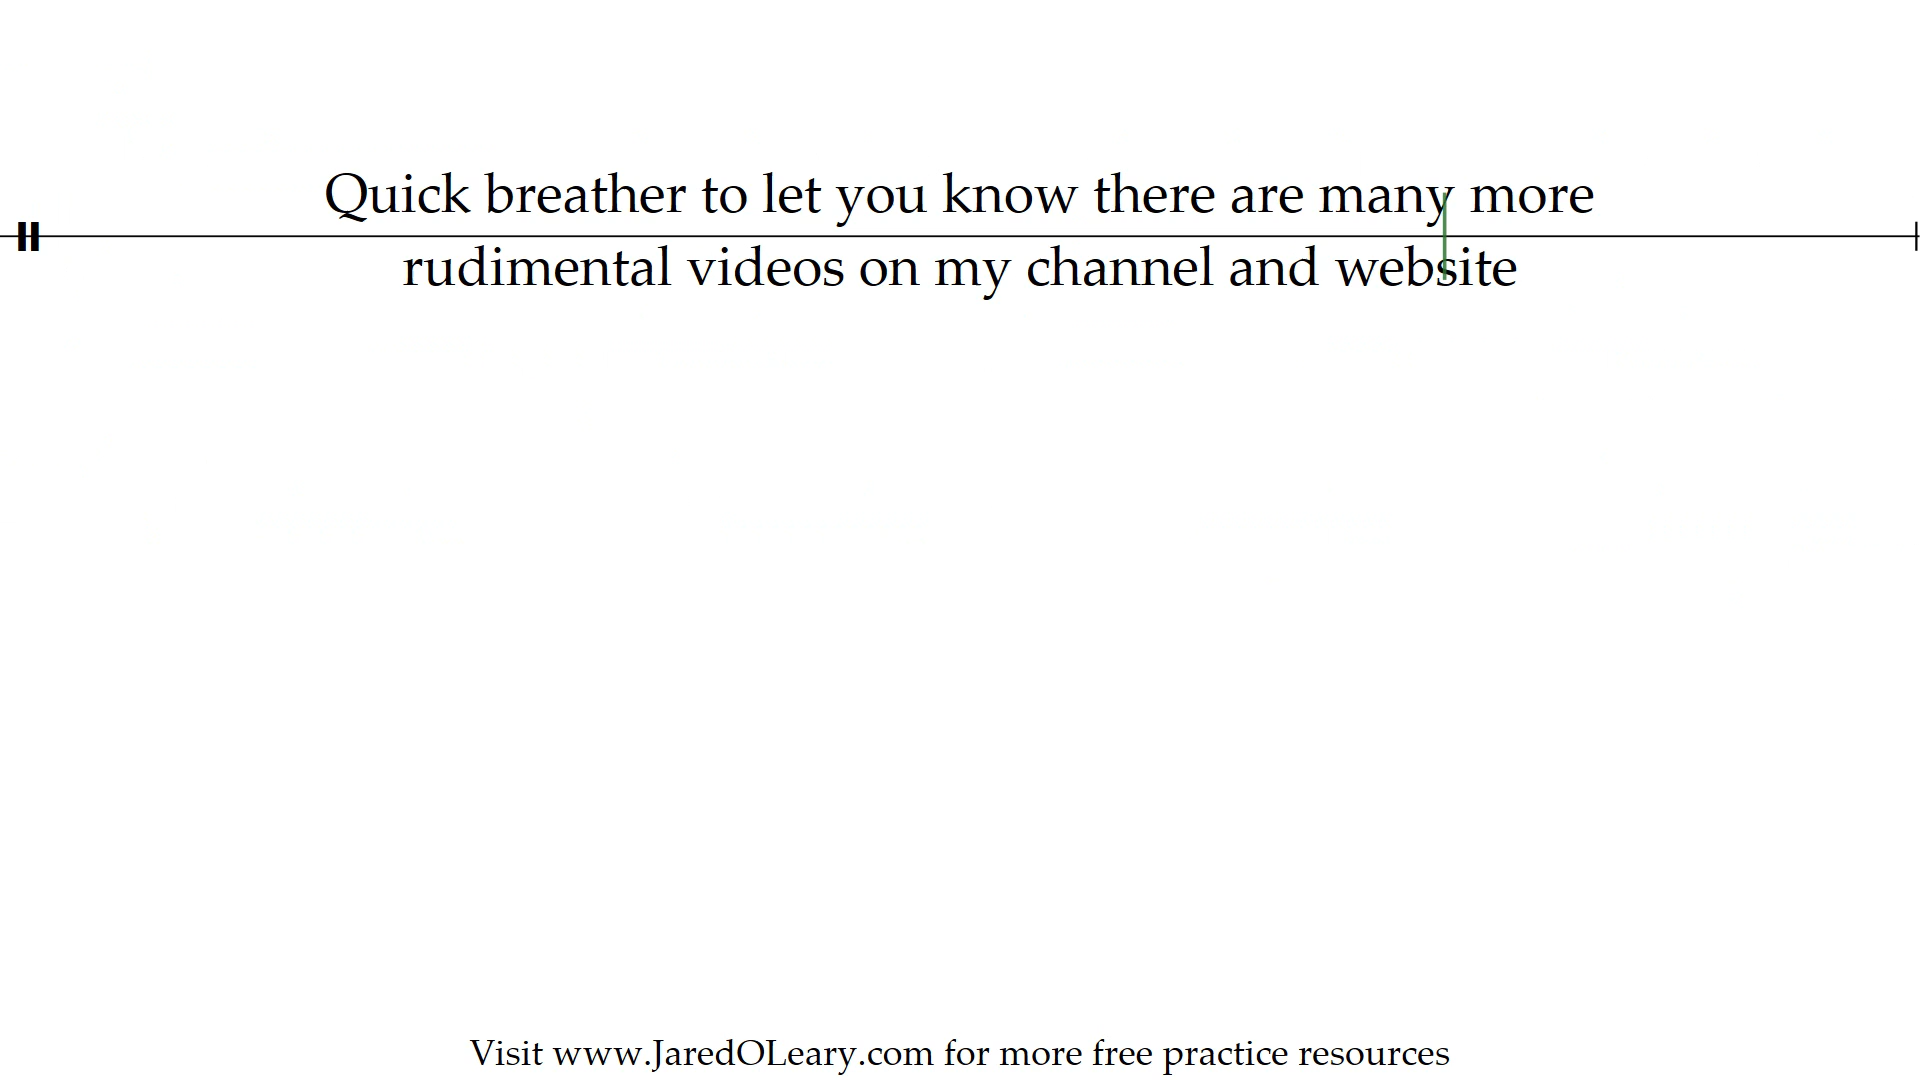 Quick breather to let you know there are many more
rudimental videos on my channel and website
Visit www.JaredOLeary.com for more free practice resources